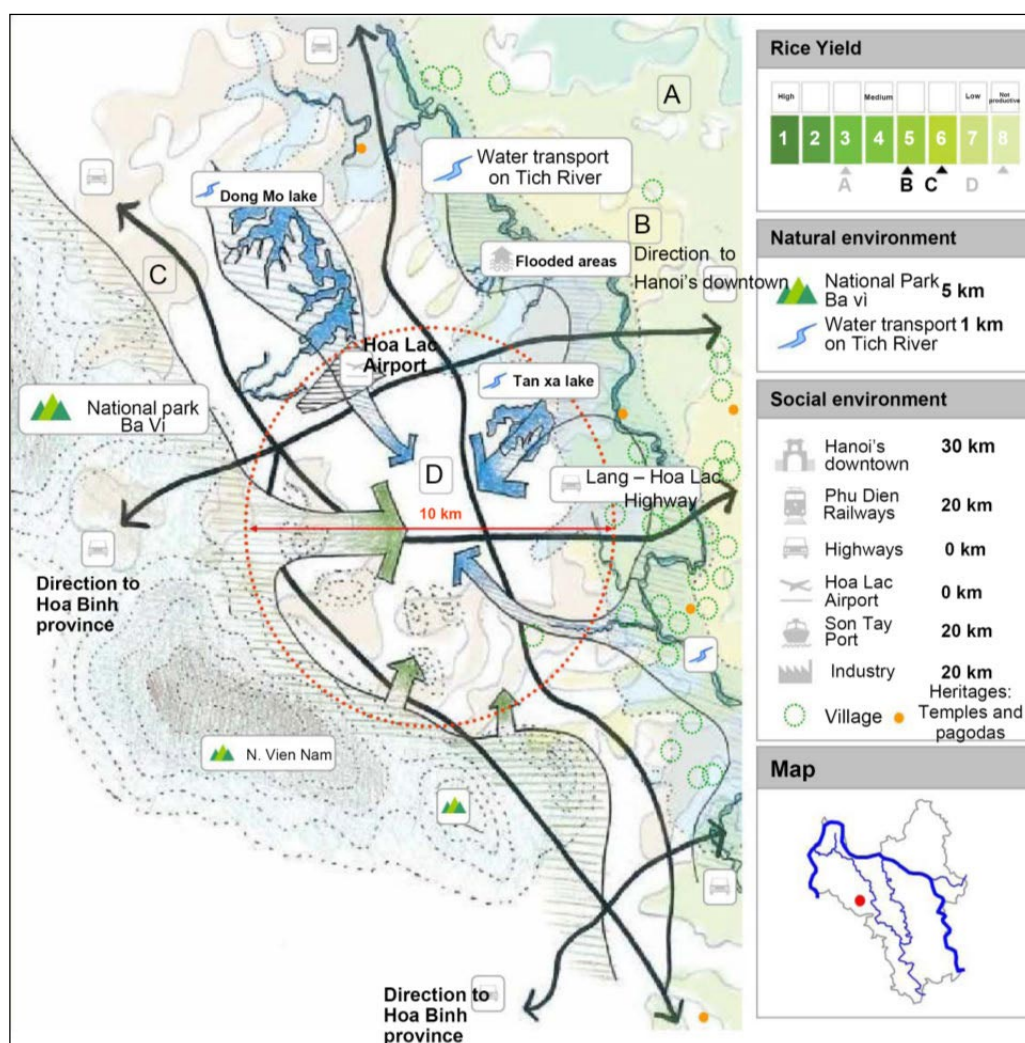 A
Water transport
on Tich River
Dong Mo lake
B
Direction to
Hanoi's downtown
Flooded areas
C
Hoa Lac
Airport
Tan xa lake
National park
Ba Vi
D
Lang – Hoa Lac
Highway
10 km
Direction to
Hoa Binh
province
N. Vien Nam
Direction to
Hoa Binh
province
Rice Yield
High
Medium
Low
Not
productive
1 2 3 4 5 6 7 8
A B C D
Natural environment
National Park
Ba vì
5 km
Water transport
on Tich River
1 km
Social environment
Hanoi's
downtown
30 km
Phu Dien
Railways
20 km
Highways
0 km
Hoa Lac
Airport
0 km
Son Tay
Port
20 km
Industry
20 km
Village
Heritages:
Temples and
pagodas
Map